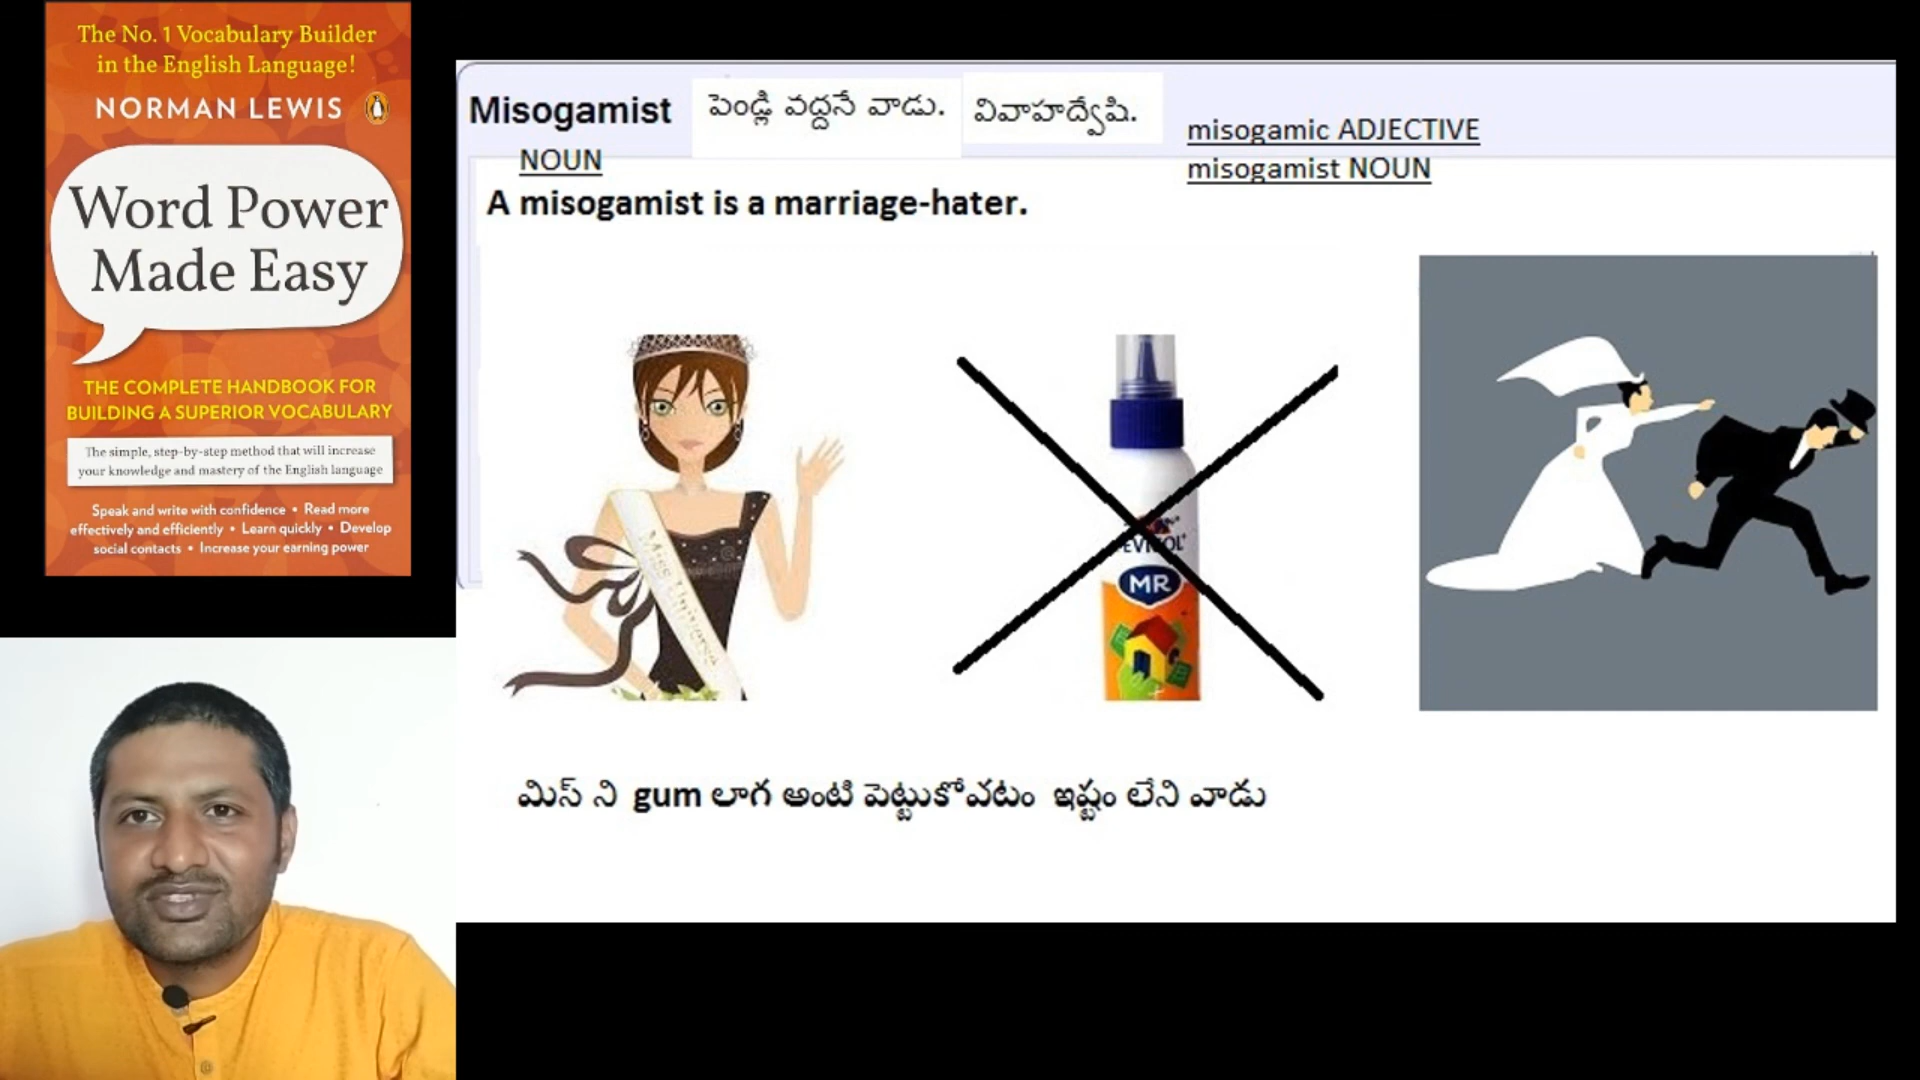 The No. 1 Vocabulary Builder
in the English Language!
NORMAN LEWIS
Word Power
Made Easy
THE COMPLETE HANDBOOK FOR
BUILDING A SUPERIOR VOCABULARY
The simple, step-by-step method that will increase
your knowledge and mastery of the English language
Speak and write with confidence • Read more
effectively and efficiently • Learn quickly • Develop
social contacts • Increase your earning power
Misogamist
పెండ్లి వద్దనే వాడు.
వివాహద్వేషి.
NOUN
misogamic ADJECTIVE
misogamist NOUN
A misogamist is a marriage-hater.
Miss Universe
MR
మిస్ ని gum లాగ అంటి పెట్టుకోవటం ఇష్టం లేని వాడు